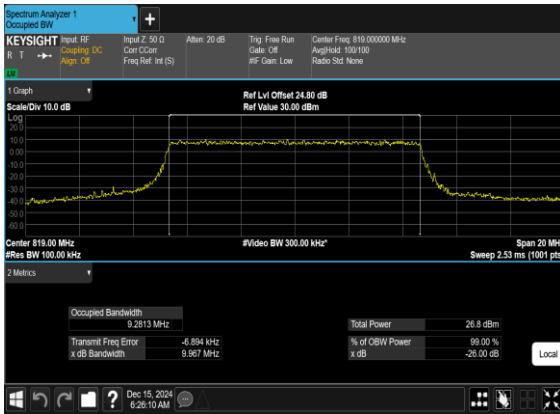 Spectrum Analyzer 1
Occupied BW
KEYSIGHT
R T
Input: RF
Coupling: DC
Align: Off
Input Z: 50 Ω
Corr CCorr
Freq Ref: Int (S)
Atten: 20 dB
Trig: Free Run
Gate: Off
#IF Gain: Low
Center Freq: 819.000000 MHz
Avg|Hold: 100/100
Radio Std: None
1 Graph
Scale/Div 10.0 dB
Ref Lvl Offset 24.80 dB
Ref Value 30.00 dBm
Log
20.0
10.0
0.00
-10.0
-20.0
-30.0
-40.0
-50.0
-60.0
Center 819.00 MHz
#Res BW 100.00 kHz
#Video BW 300.00 kHz*
Span 20 MH
Sweep 2.53 ms (1001 pts
2 Metrics
Occupied Bandwidth
9.2813 MHz
Transmit Freq Error -6.894 kHz
x dB Bandwidth 9.967 MHz
Total Power 26.8 dBm
% of OBW Power 99.00 %
x dB -26.00 dB
Local
?
Dec 15, 2024
6:26:10 AM